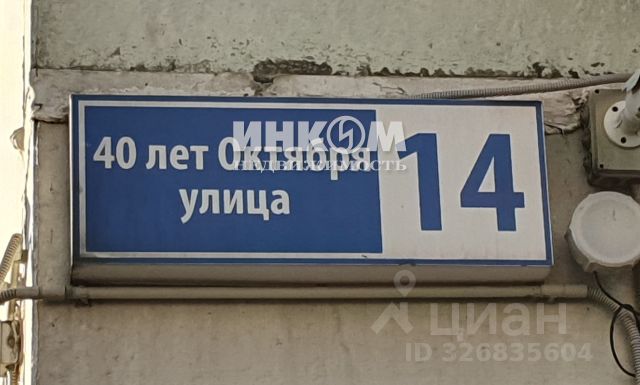 40 лет Октября
улица
14
ИНКОМ
НЕДВИЖИМОСТЬ
циан
ID 326835604